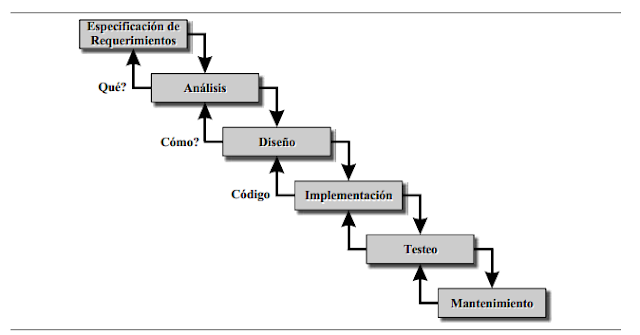 Especificación de
Requerimientos
Qué?
Análisis
Cómo?
Diseño
Código
Implementación
Testeo
Mantenimiento